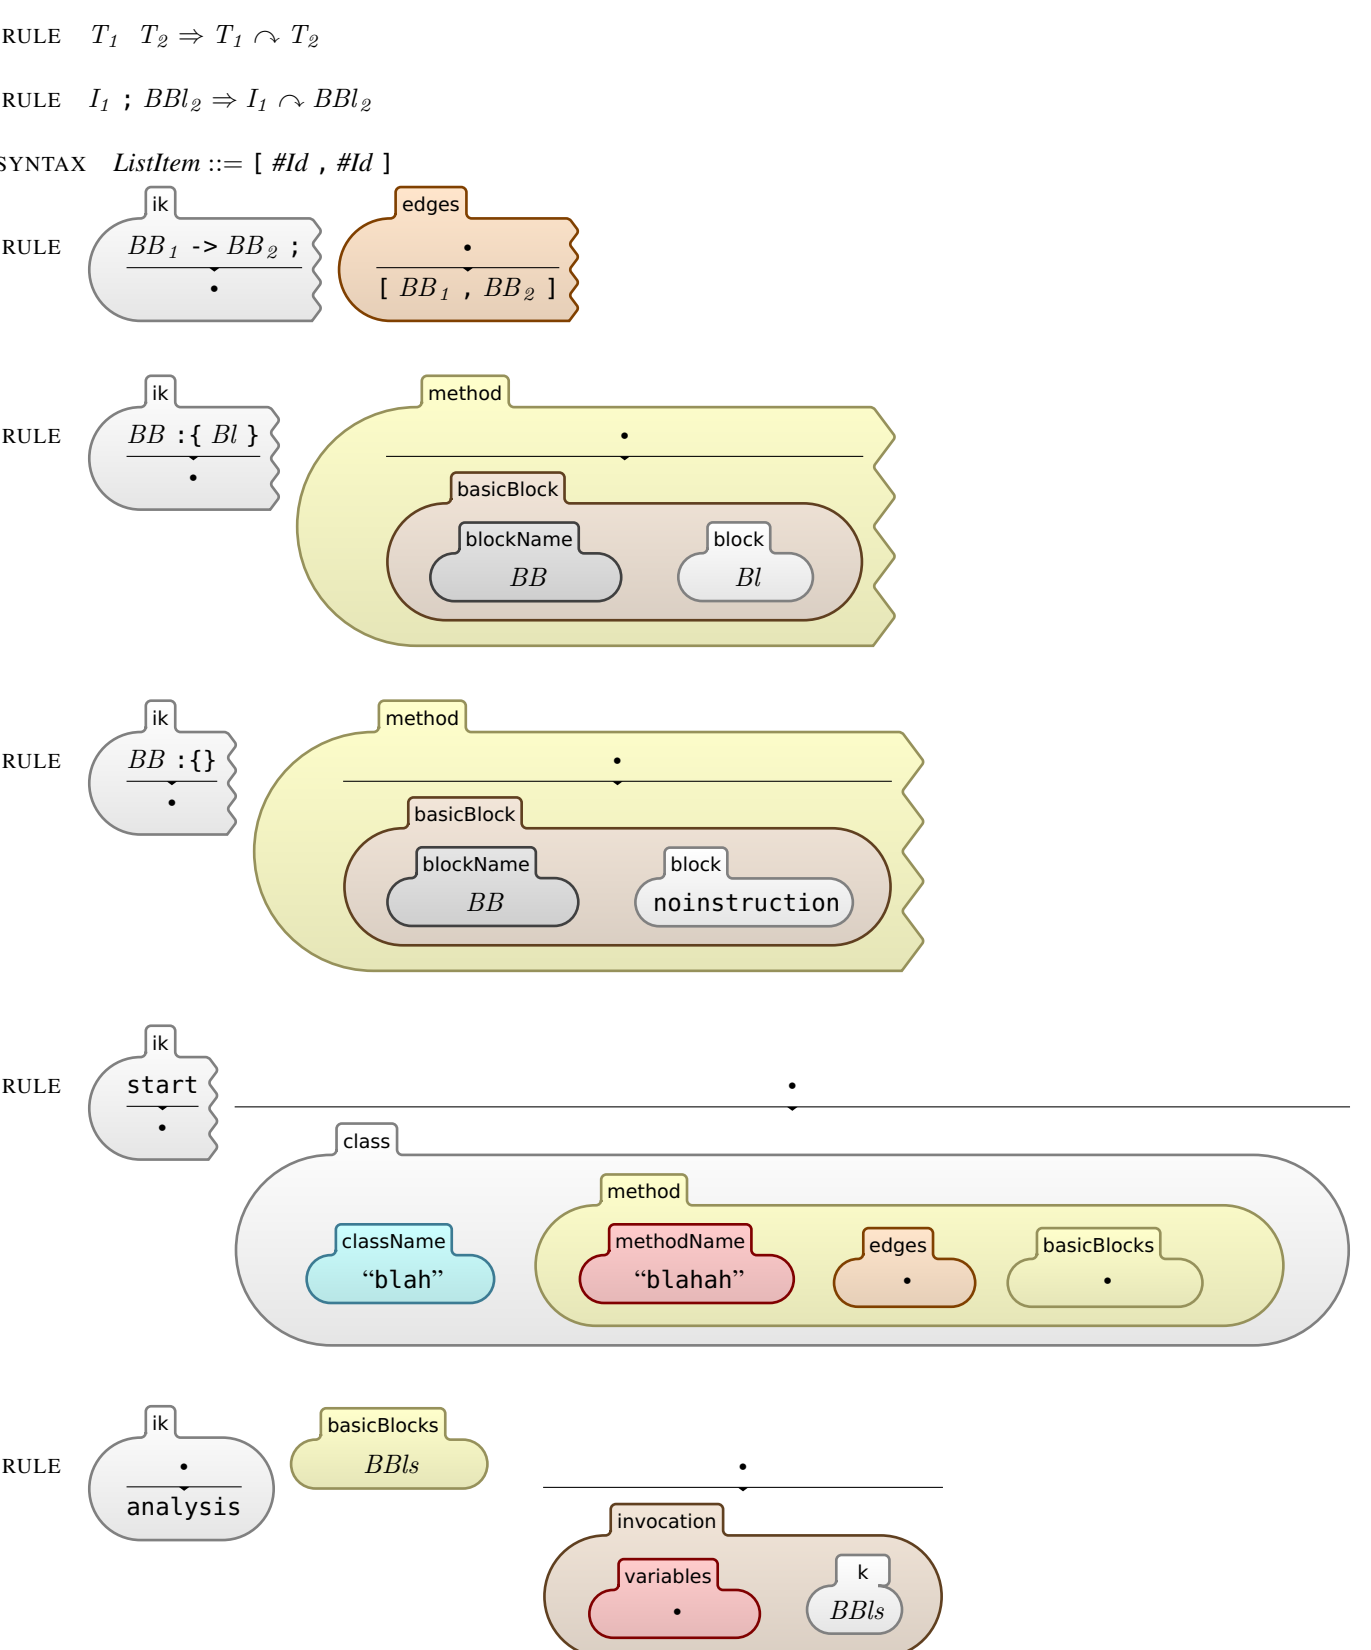 RULE T1 T2 ⇒ T1 ↷ T2
RULE I1 ; BBl2 ⇒ I1 ↷ BBl2
SYNTAX ListItem ::= [ #Id , #Id ]
ik edges
RULE BB1 -> BB2 ; •
• [ BB1 , BB2 ]
ik method
RULE BB :{ Bl } •
•
basicBlock
blockName block
BB Bl
ik method
RULE BB :{} •
•
basicBlock
blockName block
BB noinstruction
ik
RULE start •
•
class
method
className methodName edges basicBlocks
“blah” “blahah” • •
ik basicBlocks
RULE • BBls •
analysis
invocation
variables k
• BBls